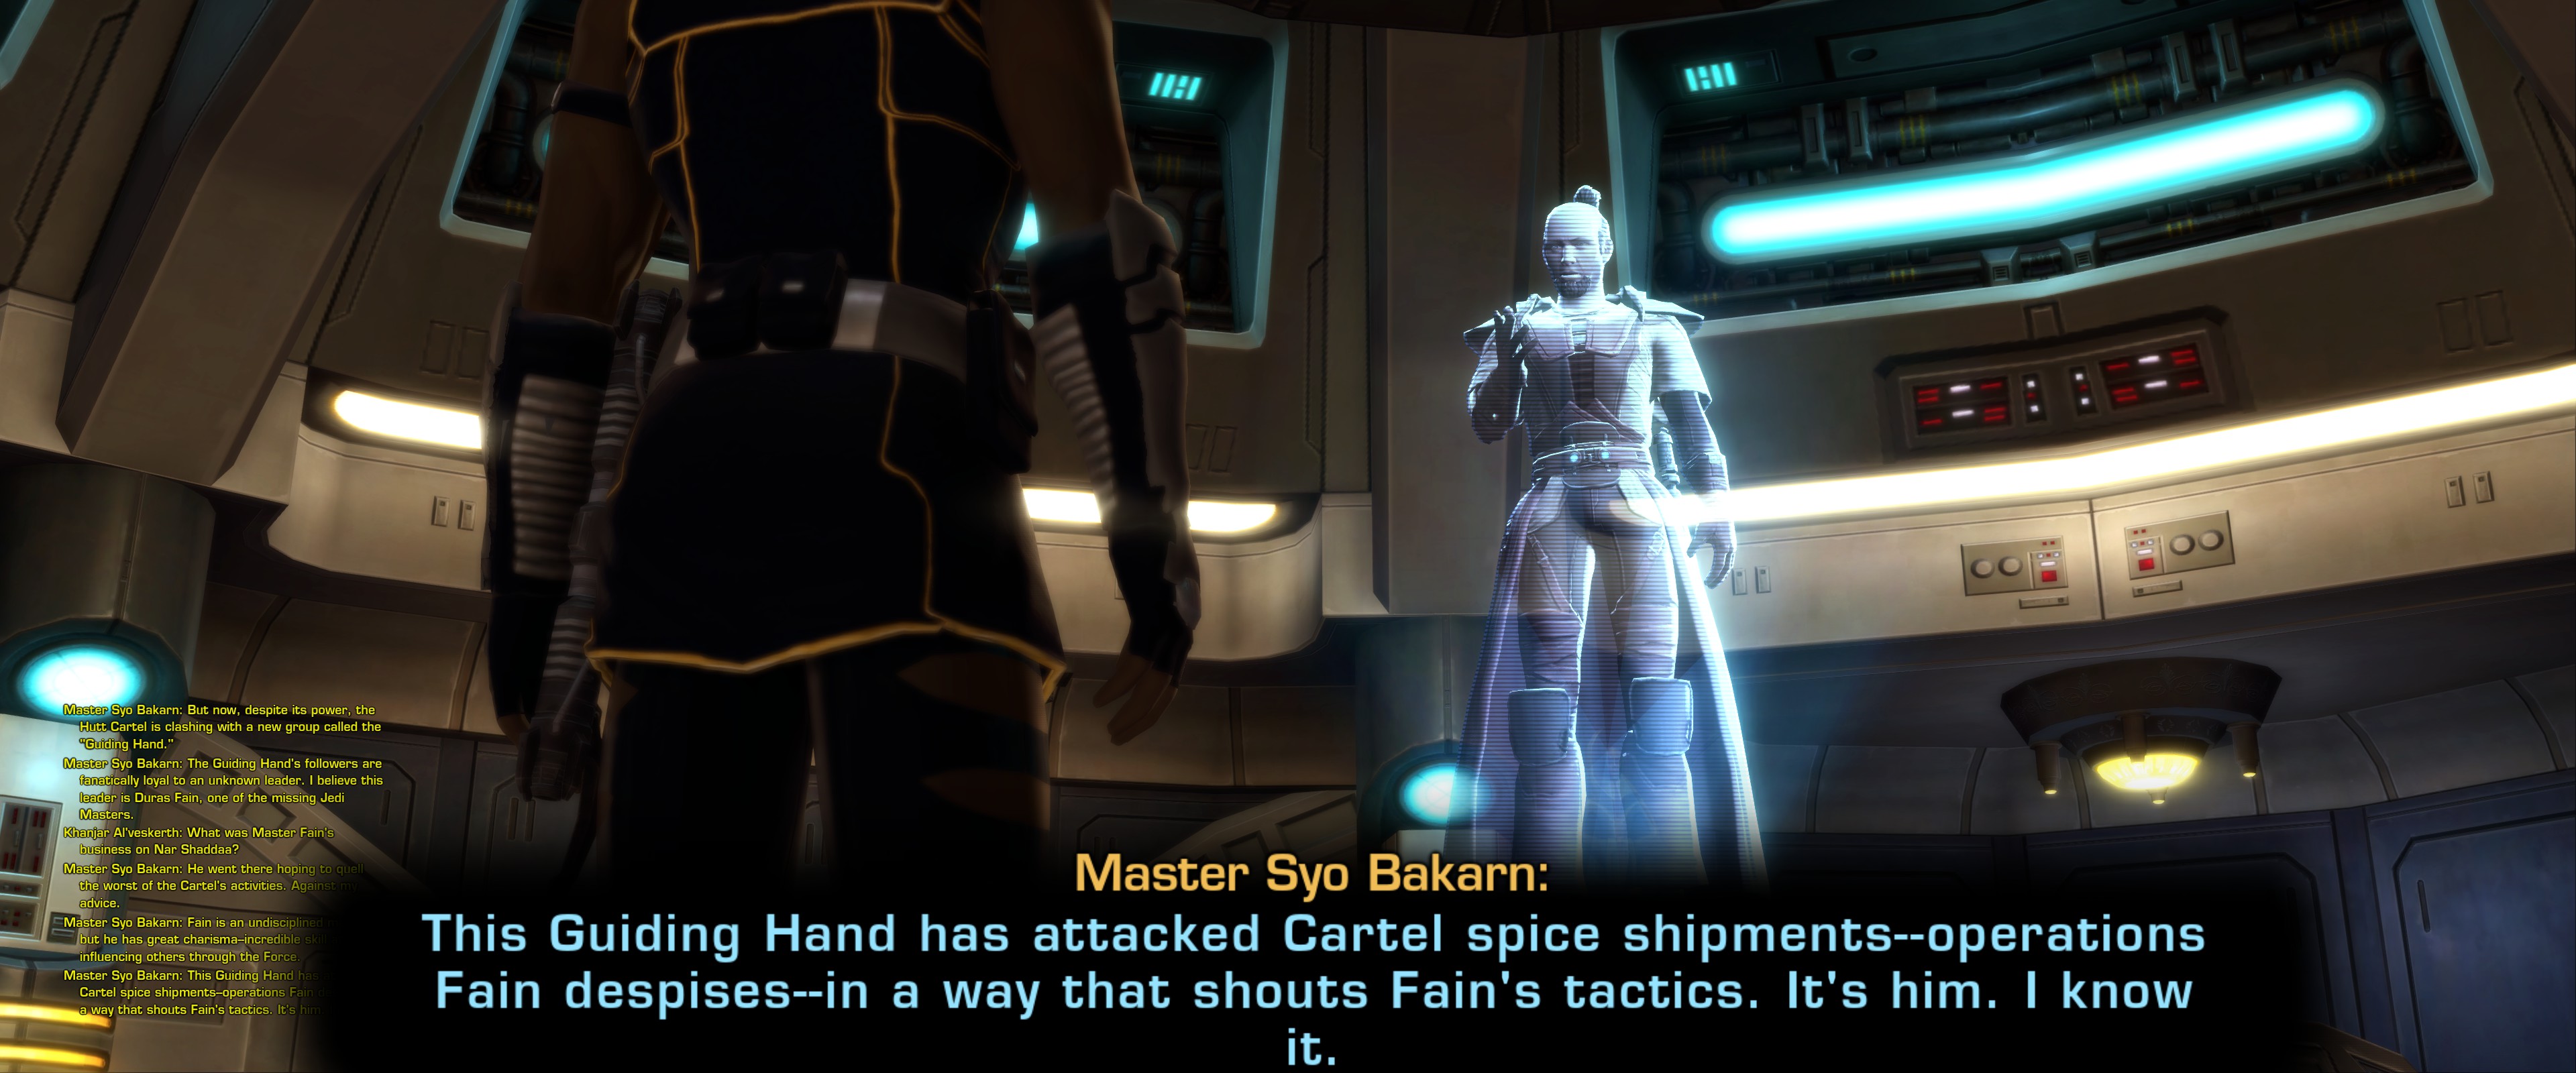 Master Syo Bakarn: But now, despite its power, the
Hutt Cartel is clashing with a new group called the
"Guiding Hand."
Master Syo Bakarn: The Guiding Hand's followers are
fanatically loyal to an unknown leader. I believe this
leader is Duras Fain, one of the missing Jedi
Masters.
Khanjar Al'veskerth: What was Master Fain's
business on Nar Shaddaa?
Master Syo Bakarn: He went there hoping to quell
the worst of the Cartel's activities. Against my
advice.
Master Syo Bakarn: Fain is an undisciplined
but he has great charisma--incredible skill
influencing others through the Force.
Master Syo Bakarn: This Guiding Hand has
Cartel spice shipments--operations Fain
a way that shouts Fain's tactics. It's him
Master Syo Bakarn:
This Guiding Hand has attacked Cartel spice shipments--operations
Fain despises--in a way that shouts Fain's tactics. It's him. I know
it.